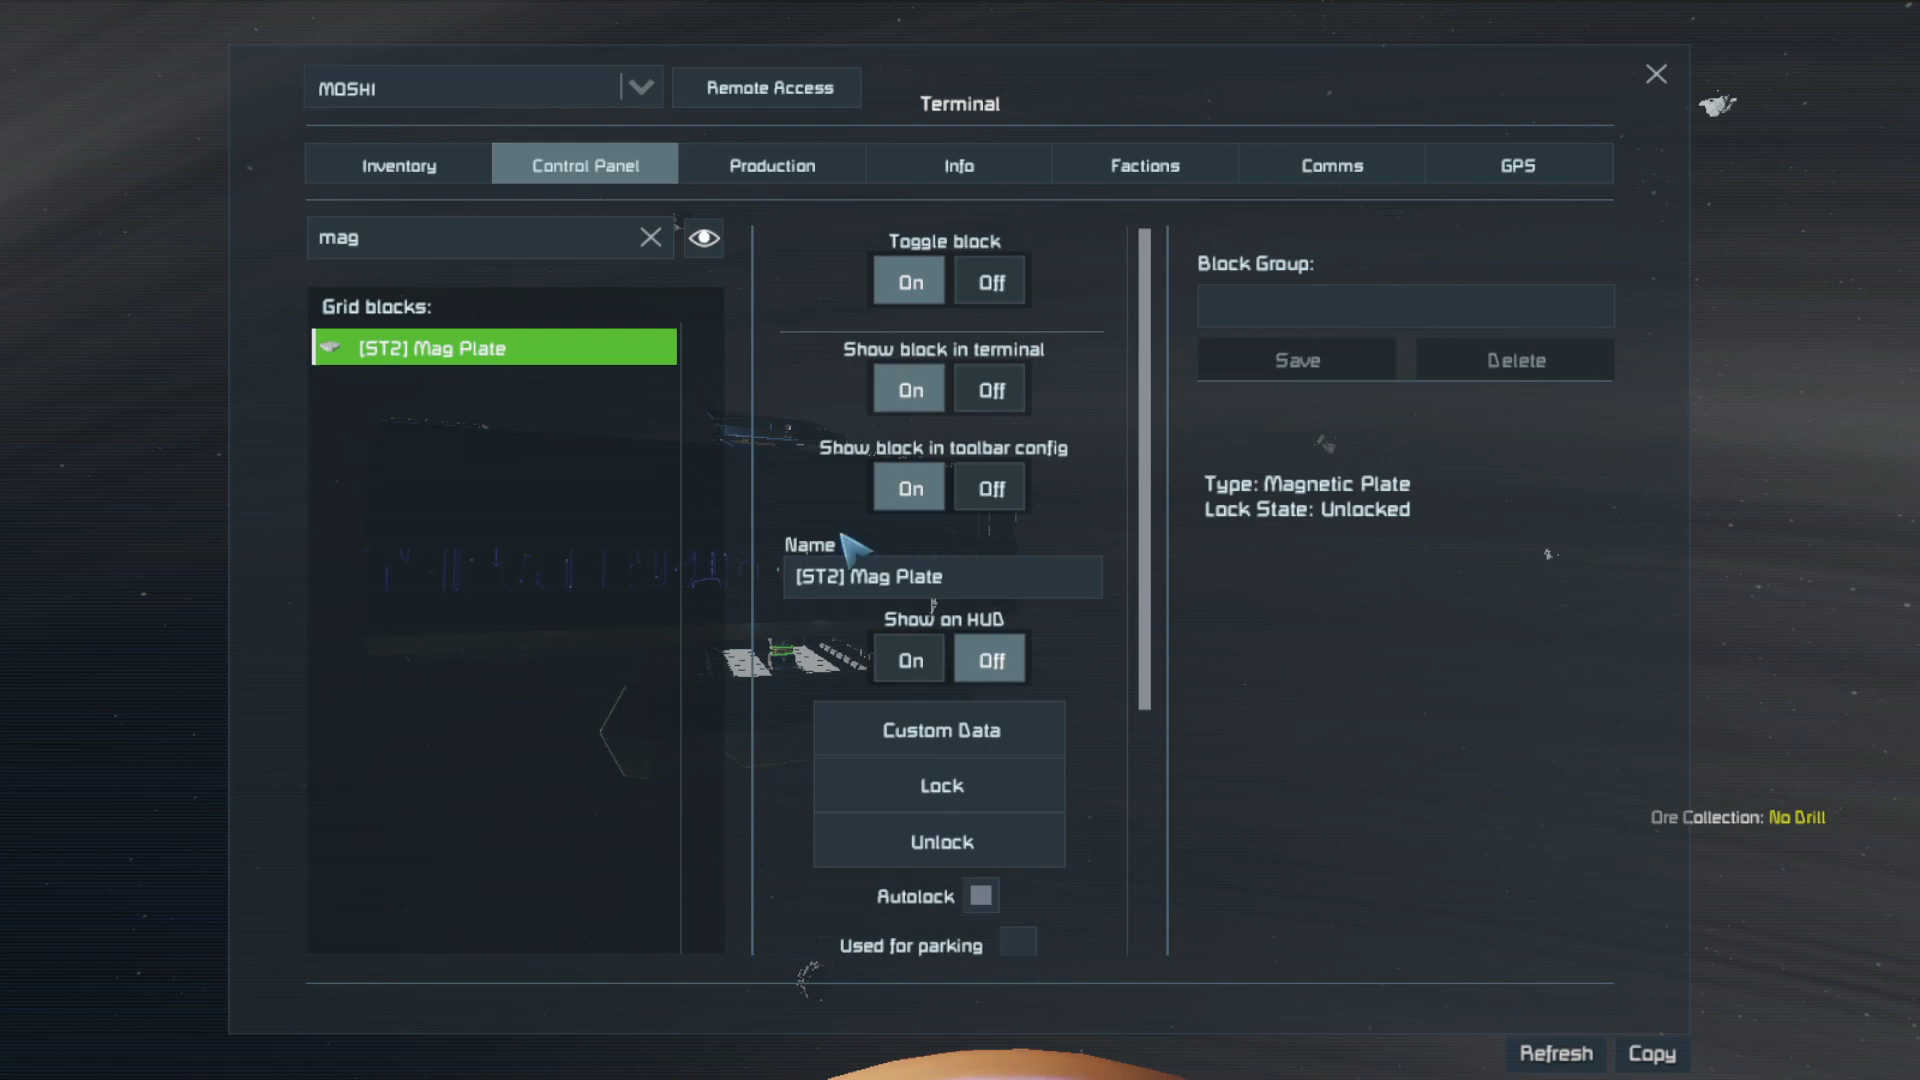 MOSHI
Remote Access
Terminal
Inventory
Control Panel
Production
Info
Factions
Comms
GPS
mag
Grid blocks:
[ST2] Mag Plate
Toggle block
On Off
Show block in terminal
On Off
Show block in toolbar config
On Off
Name
[ST2] Mag Plate
Show on HUD
On Off
Custom Data
Lock
Unlock
Autolock
Used for parking
Block Group:
Save
Delete
Type: Magnetic Plate
Lock State: Unlocked
Ore Collection: No Drill
Refresh
Copy